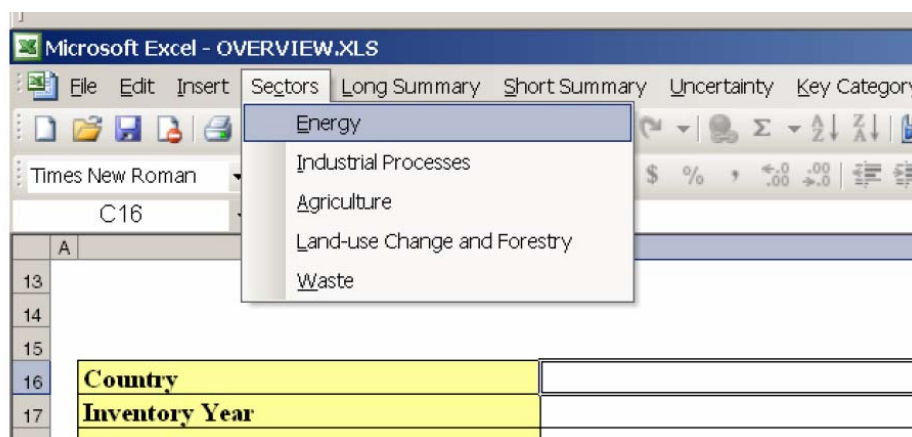 Microsoft Excel - OVERVIEW.XLS
File Edit Insert Sectors Long Summary Short Summary Uncertainty Key Category
Energy
Industrial Processes
Agriculture
Land-use Change and Forestry
Waste
Times New Roman $ % ,
C16
A
13
14
15
16 Country
17 Inventory Year